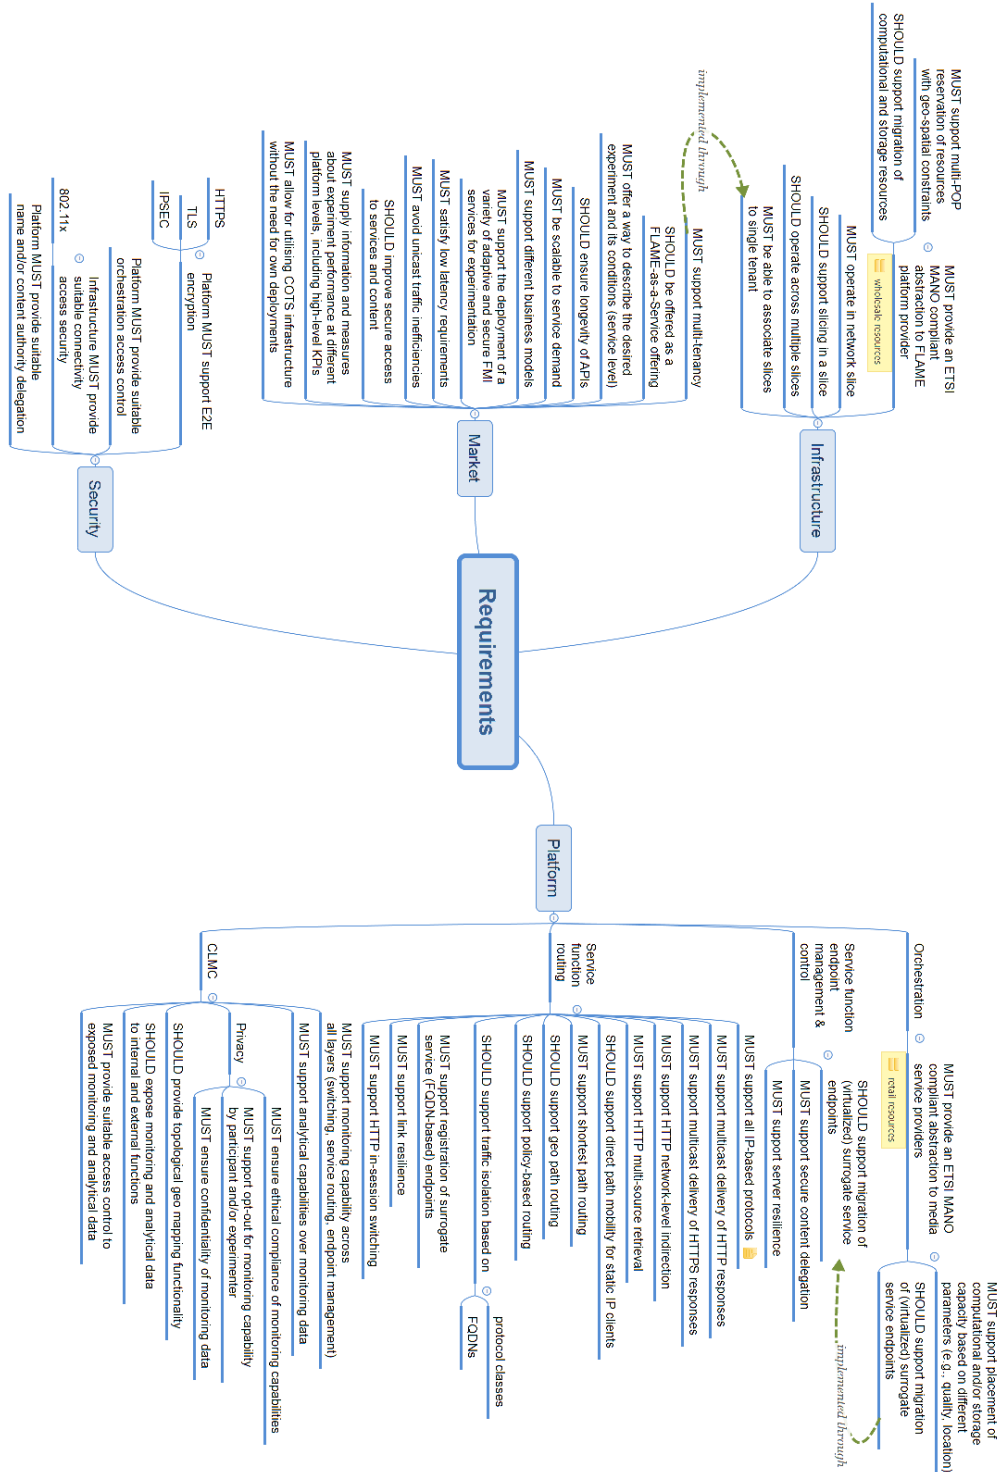 Requirements
Infrastructure
MUST provide an ETSI
MANO compliant
abstraction to FLAME
platform provider
wholesale resources
MUST support multi-POP
reservation of resources
with geo-spatial constraints
SHOULD support migration of
computational and storage resources
MUST operate in network slice
SHOULD support slicing in a slice
SHOULD operate across multiple slices
MUST be able to associate slices
to single tenant
implemented through
Market
MUST support multi-tenancy
SHOULD be offered as a
FLAME-as-a-Service offering
MUST offer a way to describe the desired
experiment and its conditions (service level)
SHOULD ensure longevity of APIs
MUST be scalable to service demand
MUST support different business models
MUST support the deployment of a
variety of adaptive and secure FMI
services for experimentation
MUST satisfy low latency requirements
MUST avoid unicast traffic inefficiencies
SHOULD improve secure access
to services and content
MUST supply information and measures
about experiment performance at different
platform levels, including high-level KPIs
MUST allow for utilising COTS infrastructure
without the need for own deployments
Security
Platform MUST support E2E
encryption
HTTPS
TLS
IPSEC
Platform MUST provide suitable
orchestration access control
Infrastructure MUST provide
suitable connectivity
access security
802.11x
Platform MUST provide suitable
name and/or content authority delegation
Platform
Orchestration
MUST provide an ETSI MANO
compliant abstraction to media
service providers
retail resources
MUST support placement of
computational and/or storage
capacity based on different
parameters (e.g., quality, location)
SHOULD support migration
of (virtualized) surrogate
service endpoints
implemented through
Service function
endpoint
management &
control
SHOULD support migration of
(virtualized) surrogate service
endpoints
MUST support secure content delegation
MUST support server resilience
Service
function
routing
MUST support all IP-based protocols
MUST support multicast delivery of HTTP responses
MUST support multicast delivery of HTTPS responses
MUST support HTTP network-level indirection
MUST support HTTP multi-source retrieval
SHOULD support direct path mobility for static IP clients
MUST support shortest path routing
SHOULD support geo path routing
SHOULD support policy-based routing
SHOULD support traffic isolation based on
protocol classes
FQDNs
MUST support registration of surrogate
service (FQDN-based) endpoints
MUST support link resilience
MUST support HTTP in-session switching
CLMC
MUST support monitoring capability across
all layers (switching, service routing, endpoint management)
MUST support analytical capabilities over monitoring data
Privacy
MUST ensure ethical compliance of monitoring capabilities
MUST support opt-out for monitoring capability
by participant and/or experimenter
MUST ensure confidentiality of monitoring data
SHOULD provide topological geo mapping functionality
SHOULD expose monitoring and analytical data
to internal and external functions
MUST provide suitable access control to
exposed monitoring and analytical data